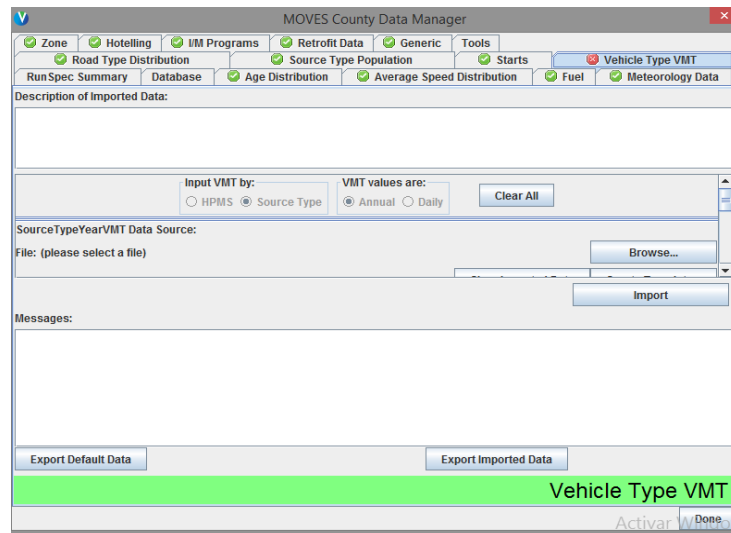 MOVES County Data Manager
Zone Hotelling I/M Programs Retrofit Data Generic Tools
Road Type Distribution Source Type Population Starts Vehicle Type VMT
RunSpec Summary Database Age Distribution Average Speed Distribution Fuel Meteorology Data
Description of Imported Data:
Input VMT by: VMT values are:
HPMS Source Type Annual Daily Clear All
SourceTypeYearVMT Data Source:
File: (please select a file) Browse...
Import
Messages:
Export Default Data Export Imported Data
Vehicle Type VMT
Activar Done